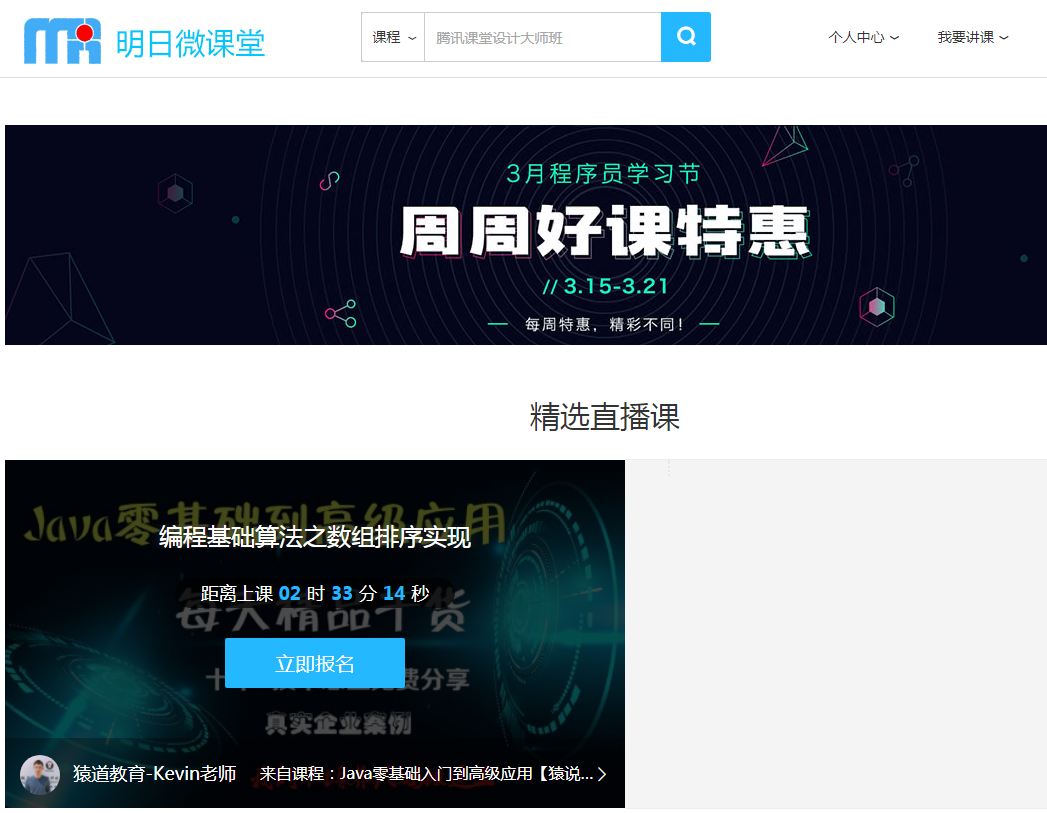 明日微课堂
课程
腾讯课堂设计大师班
个人中心
我要讲课
3月程序员学习节
周周好课特惠
// 3.15-3.21
每周特惠，精彩不同！
精选直播课
Java零基础到高级应用
编程基础算法之数组排序实现
距离上课 02 时 33 分 14 秒
每天精品干货
立即报名
费分享
真实企业案例
猿道教育-Kevin老师
来自课程：Java零基础入门到高级应用【猿说...